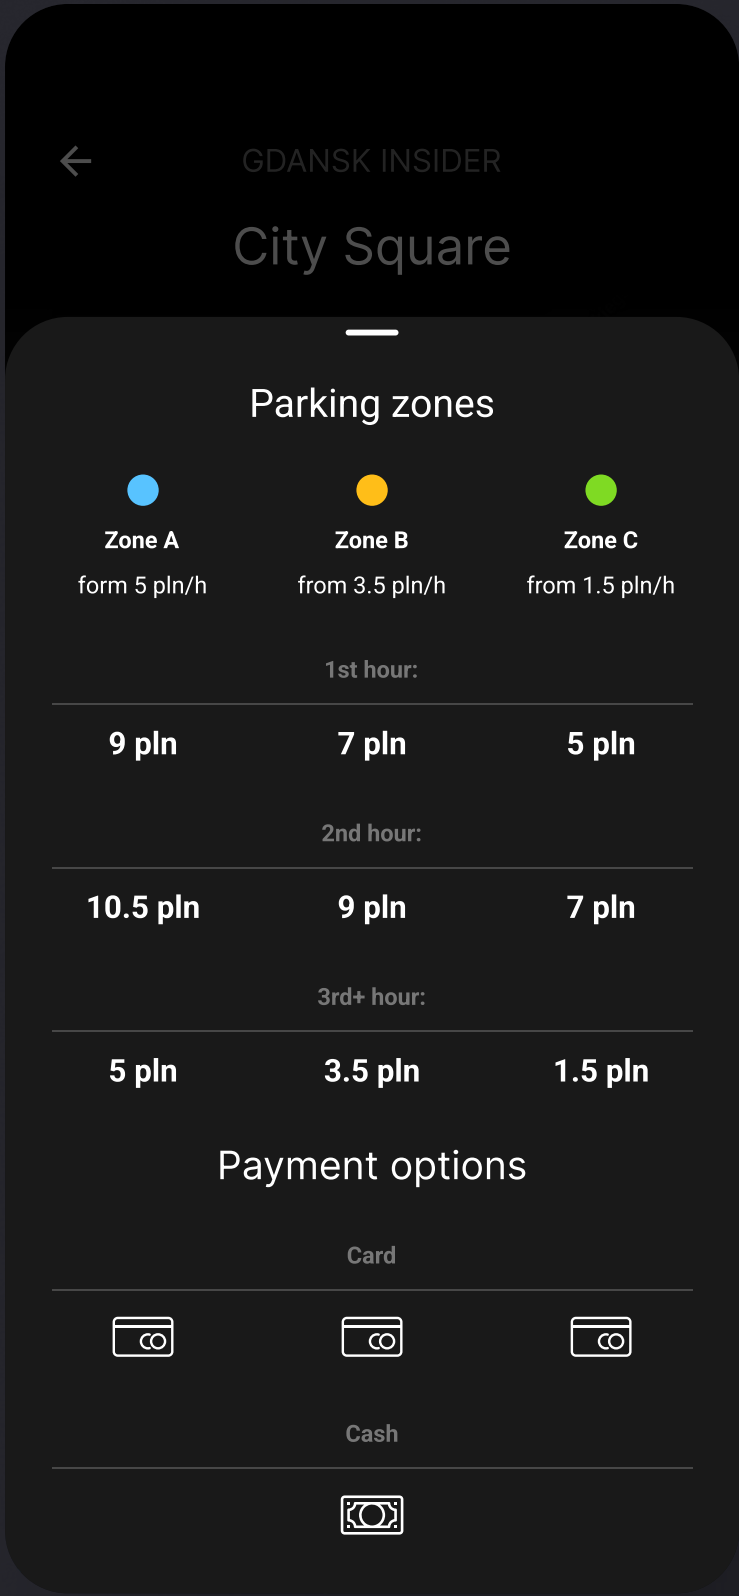 GDANSK INSIDER
City Square
Parking zones
Zone A Zone B Zone C
form 5 pln/h from 3.5 pln/h from 1.5 pln/h
1st hour:
9 pln 7 pln 5 pln
2nd hour:
10.5 pln 9 pln 7 pln
3rd+ hour:
5 pln 3.5 pln 1.5 pln
Payment options
Card
Cash